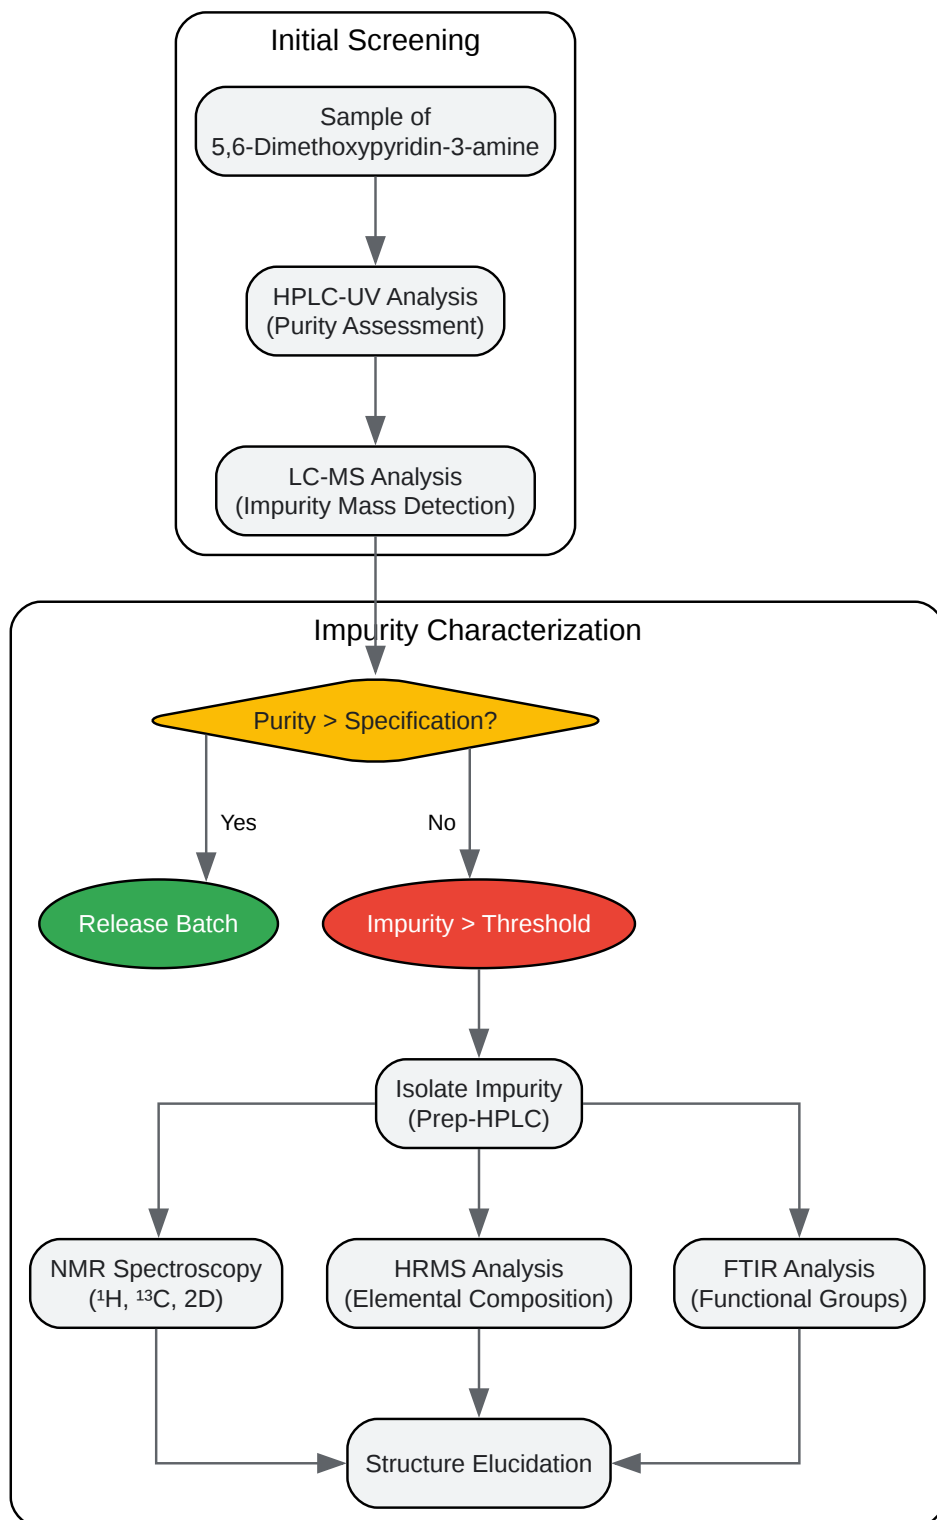 Initial Screening
Sample of
5,6-Dimethoxypyridin-3-amine
HPLC-UV Analysis
(Purity Assessment)
LC-MS Analysis
(Impurity Mass Detection)
Impurity Characterization
Purity > Specification?
Yes
No
Release Batch
Impurity > Threshold
Isolate Impurity
(Prep-HPLC)
NMR Spectroscopy
(¹H, ¹³C, 2D)
HRMS Analysis
(Elemental Composition)
FTIR Analysis
(Functional Groups)
Structure Elucidation